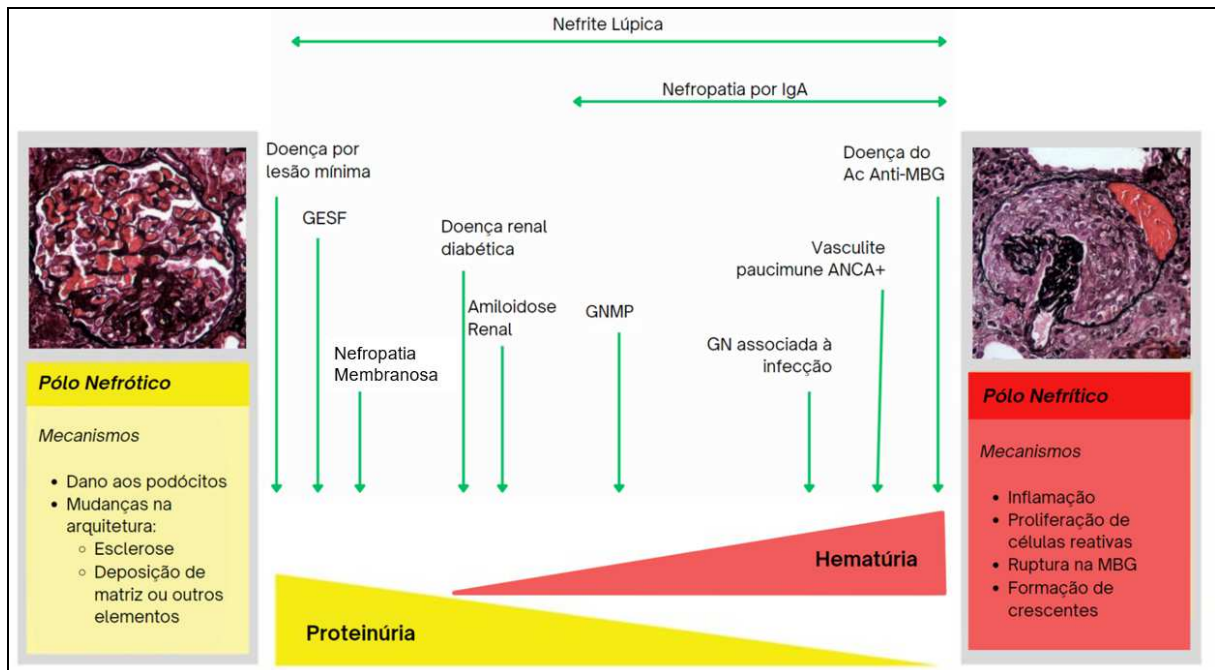 Nefrite Lúpica
Nefropatia por IgA
Doença por
lesão mínima
GESF
Nefropatia
Membranosa
Doença renal
diabética
Amiloidose
Renal
GNMP
GN associada à
infecção
Vasculite
paucimune ANCA+
Doença do
Ac Anti-MBG
Pólo Nefrótico
Mecanismos
• Dano aos podócitos
• Mudanças na
arquitetura:
○ Esclerose
○ Deposição de
matriz ou outros
elementos
Hematúria
Proteinúria
Pólo Nefrítico
Mecanismos
• Inflamação
• Proliferação de
células reativas
• Ruptura na MBG
• Formação de
crescentes